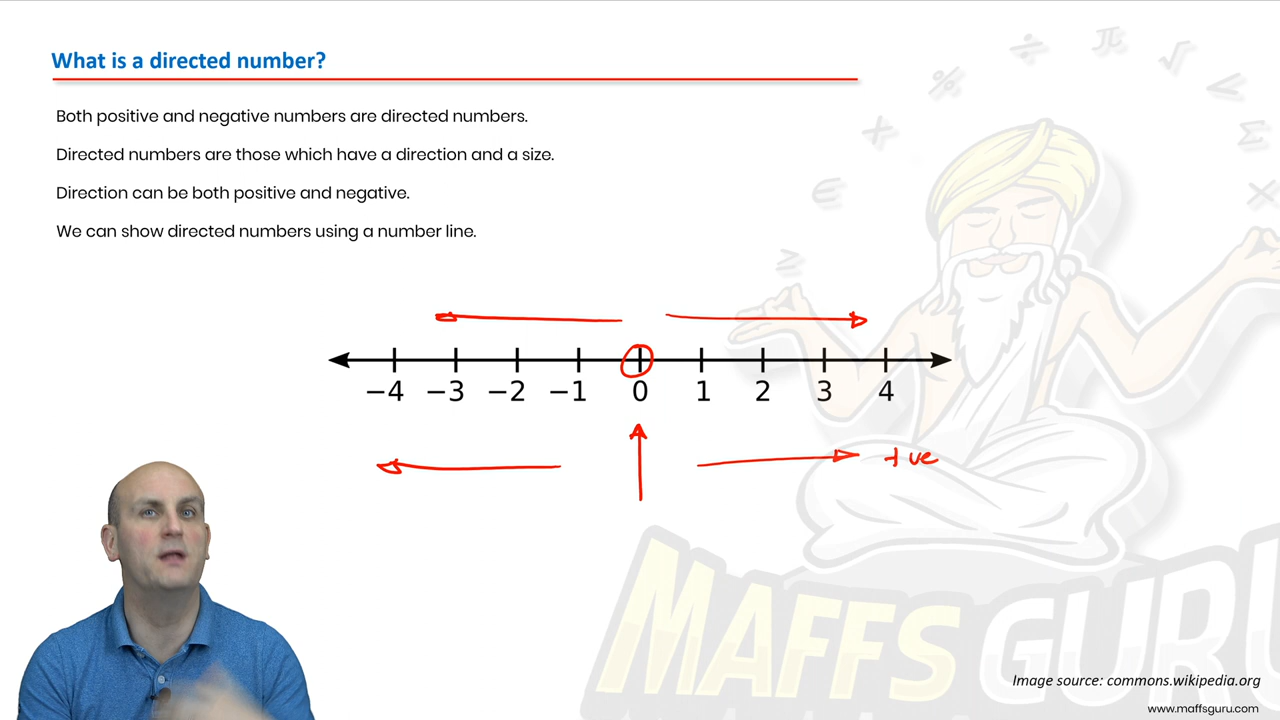 What is a directed number?
Both positive and negative numbers are directed numbers.
Directed numbers are those which have a direction and a size.
Direction can be both positive and negative.
We can show directed numbers using a number line.
−4 −3 −2 −1 0 1 2 3 4
+ve
MAFFS GURU
Image source: commons.wikipedia.org
www.maffsguru.com